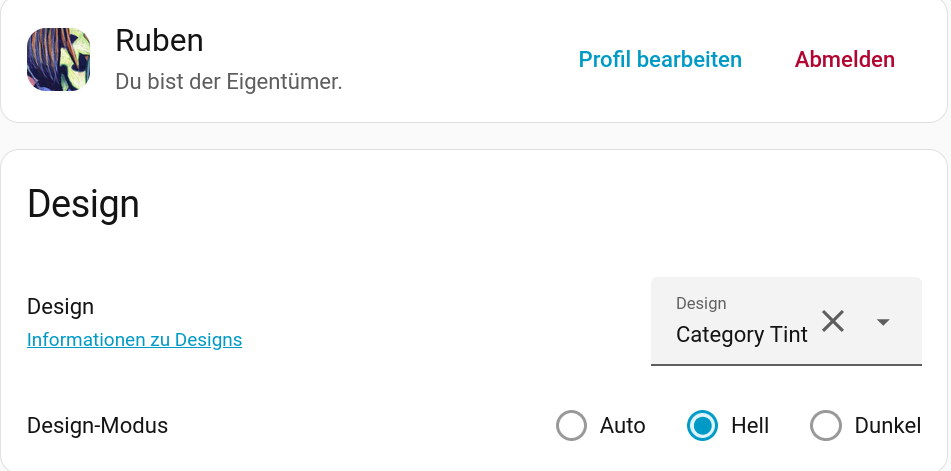 Ruben
Du bist der Eigentümer.
Profil bearbeiten
Abmelden
Design
Design
Informationen zu Designs
Design
Category Tint
Design-Modus
Auto
Hell
Dunkel